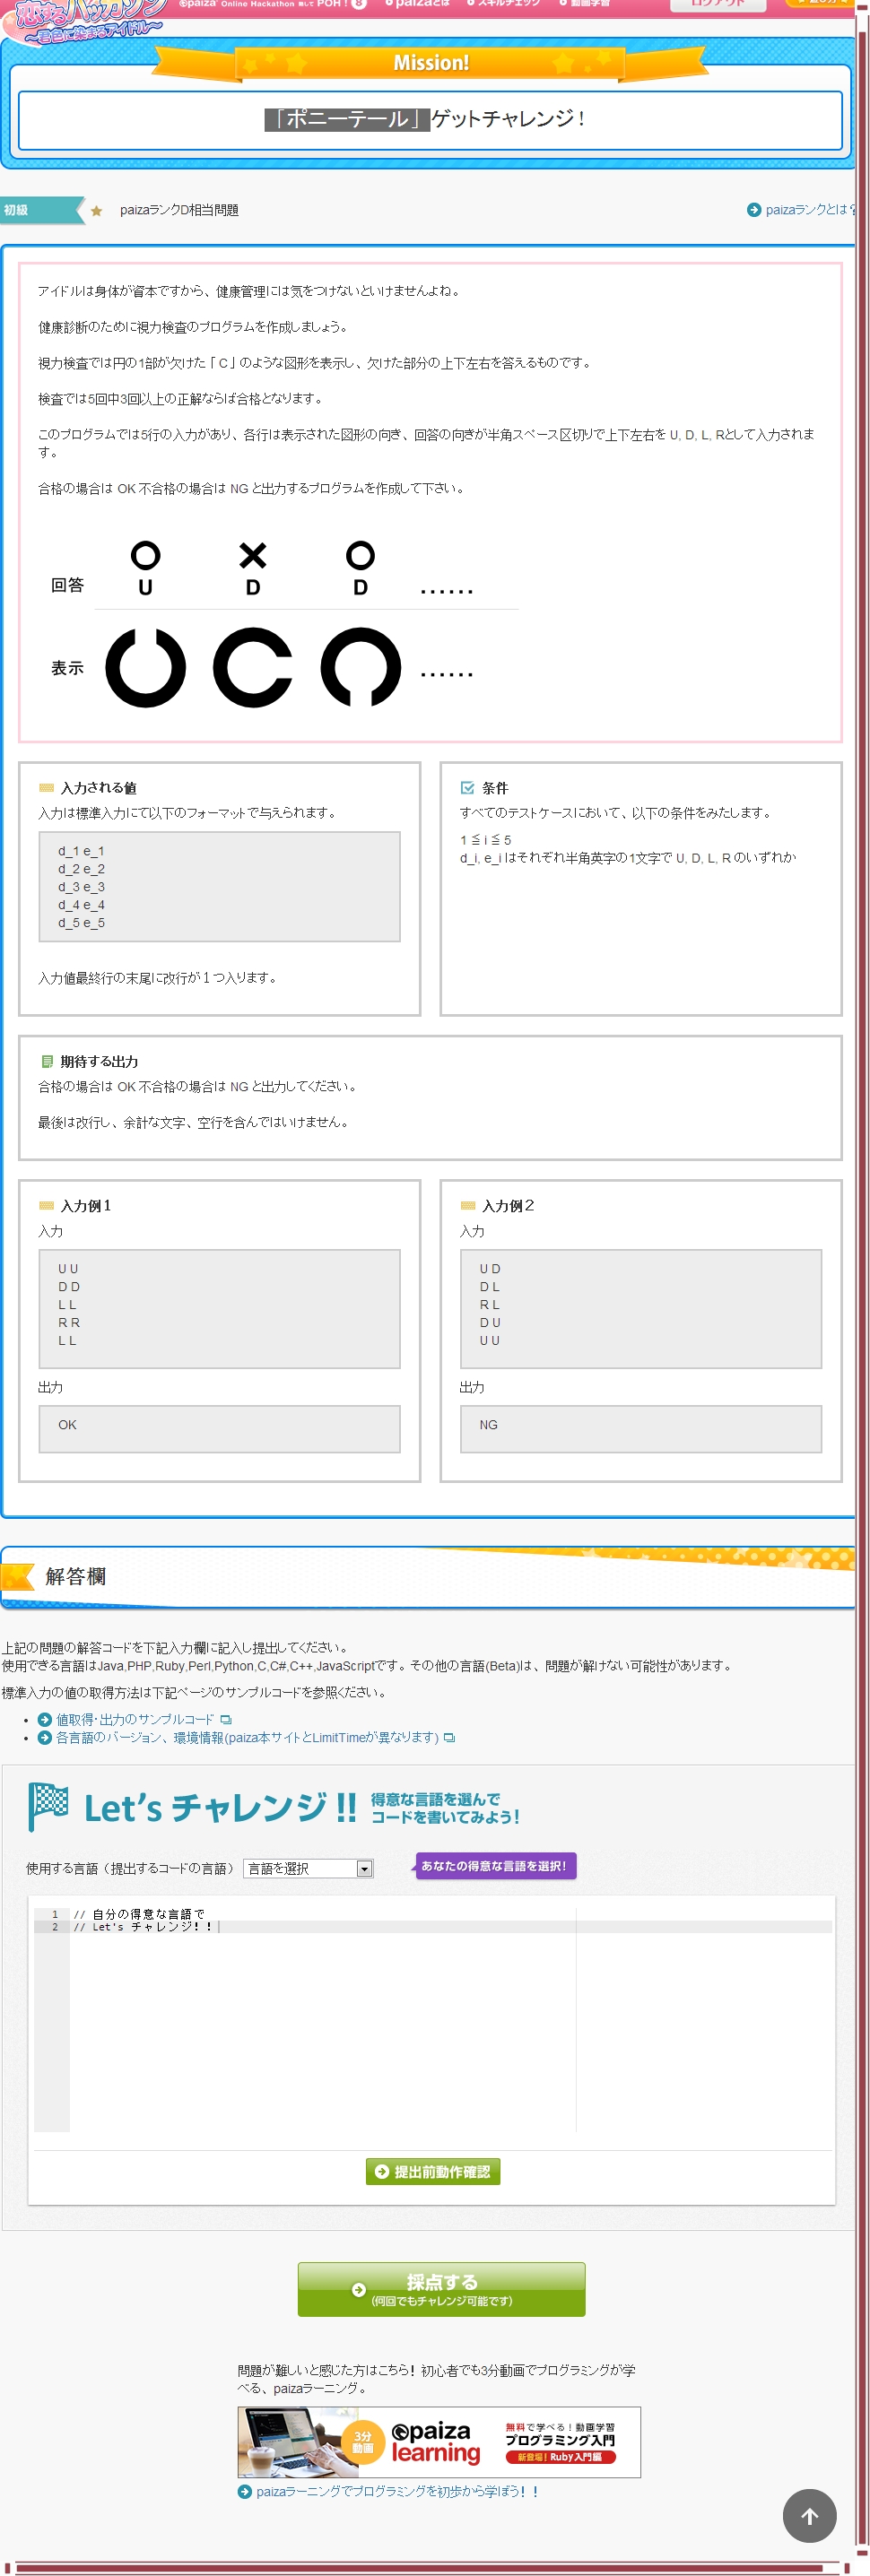 恋するハッカソン
～君色に染まるアイドル～
paiza Online Hackathon POH! 8
paizaとは
スキルチェック
動画学習
ログアウト
Mission!
「ポニーテール」ゲットチャレンジ！
初級
paizaランクD相当問題
paizaランクとは？
アイドルは身体が資本ですから、健康管理には気をつけないといけませんよね。
健康診断のために視力検査のプログラムを作成しましょう。
視力検査では円の1部が欠けた「C」のような図形を表示し、欠けた部分の上下左右を答えるものです。
検査では5回中3回以上の正解ならば合格となります。
このプログラムでは5行の入力があり、各行は表示された図形の向き、回答の向きが半角スペース区切りで上下左右を U, D, L, Rとして入力されま
す。
合格の場合は OK 不合格の場合は NG と出力するプログラムを作成して下さい。
回答 U D D ......
表示 ......
入力される値
入力は標準入力にて以下のフォーマットで与えられます。
d_1 e_1
d_2 e_2
d_3 e_3
d_4 e_4
d_5 e_5
入力値最終行の末尾に改行が１つ入ります。
条件
すべてのテストケースにおいて、以下の条件をみたします。
1 ≦ i ≦ 5
d_i, e_i はそれぞれ半角英字の1文字で U, D, L, R のいずれか
期待する出力
合格の場合は OK 不合格の場合は NG と出力してください。
最後は改行し、余計な文字、空行を含んではいけません。
入力例１
入力
U U
D D
L L
R R
L L
出力
OK
入力例２
入力
U D
D L
R L
D U
U U
出力
NG
解答欄
上記の問題の解答コードを下記入力欄に記入し提出してください。
使用できる言語はJava,PHP,Ruby,Perl,Python,C,C#,C++,JavaScriptです。その他の言語(Beta)は、問題が解けない可能性があります。
標準入力の値の取得方法は下記ページのサンプルコードを参照ください。
値取得・出力のサンプルコード
各言語のバージョン、環境情報(paiza本サイトとLimitTimeが異なります)
Let's チャレンジ!! 得意な言語を選んで
コードを書いてみよう!
使用する言語（提出するコードの言語） 言語を選択 あなたの得意な言語を選択!
1 // 自分の得意な言語で
2 // Let's チャレンジ！！
提出前動作確認
採点する
(何回でもチャレンジ可能です)
問題が難しいと感じた方はこちら！初心者でも3分動画でプログラミングが学
べる、paizaラーニング。
3分
動画
paiza
learning
無料で学べる！動画学習
プログラミング入門
新登場! Ruby入門編
paizaラーニングでプログラミングを初歩から学ぼう！！